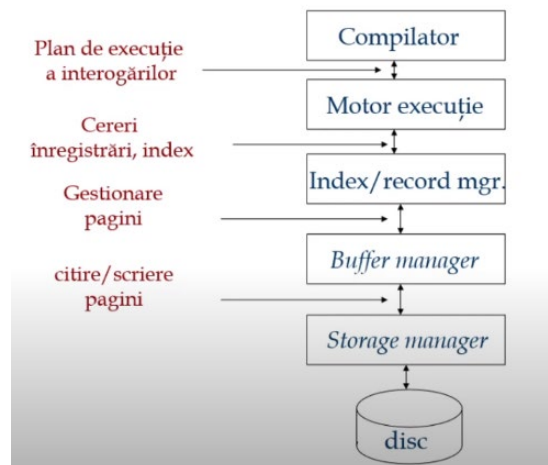 Compilator
Plan de execuție
a interogărilor
Motor execuție
Cereri
înregistrări, index
Index/record mgr.
Gestionare
pagini
Buffer manager
citire/scriere
pagini
Storage manager
disc